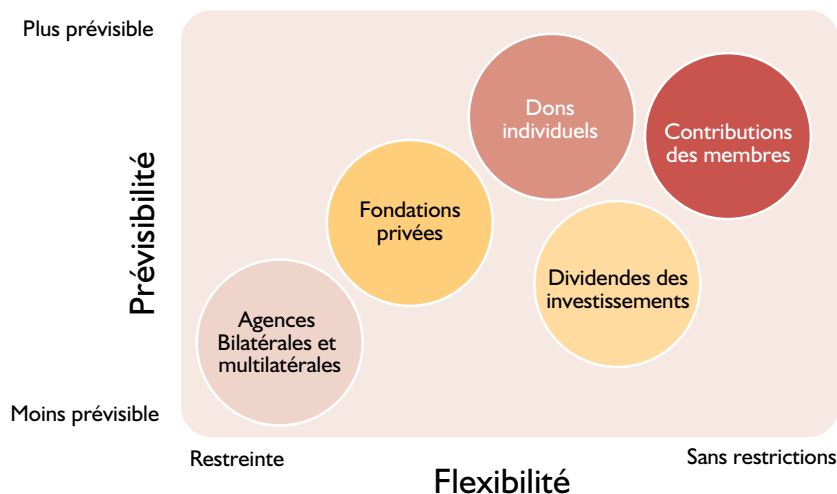 Plus prévisible
Prévisibilité
Moins prévisible
Dons
individuels
Contributions
des membres
Fondations
privées
Dividendes des
investissements
Agences
Bilatérales et
multilatérales
Restreinte
Flexibilité
Sans restrictions